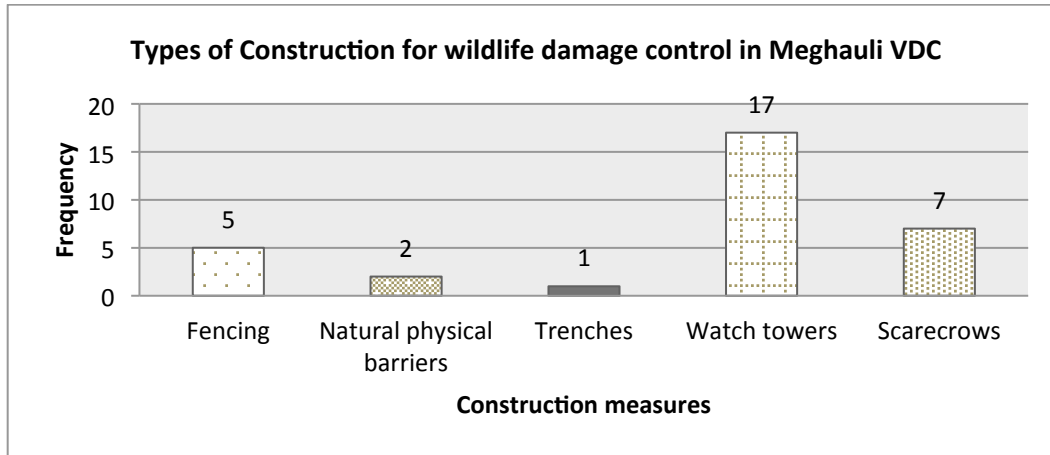 Types of Construction for wildlife damage control in Meghauli VDC
Frequency
20
15
10
5
0
5
2
1
17
7
Fencing
Natural physical
barriers
Trenches
Watch towers
Scarecrows
Construction measures